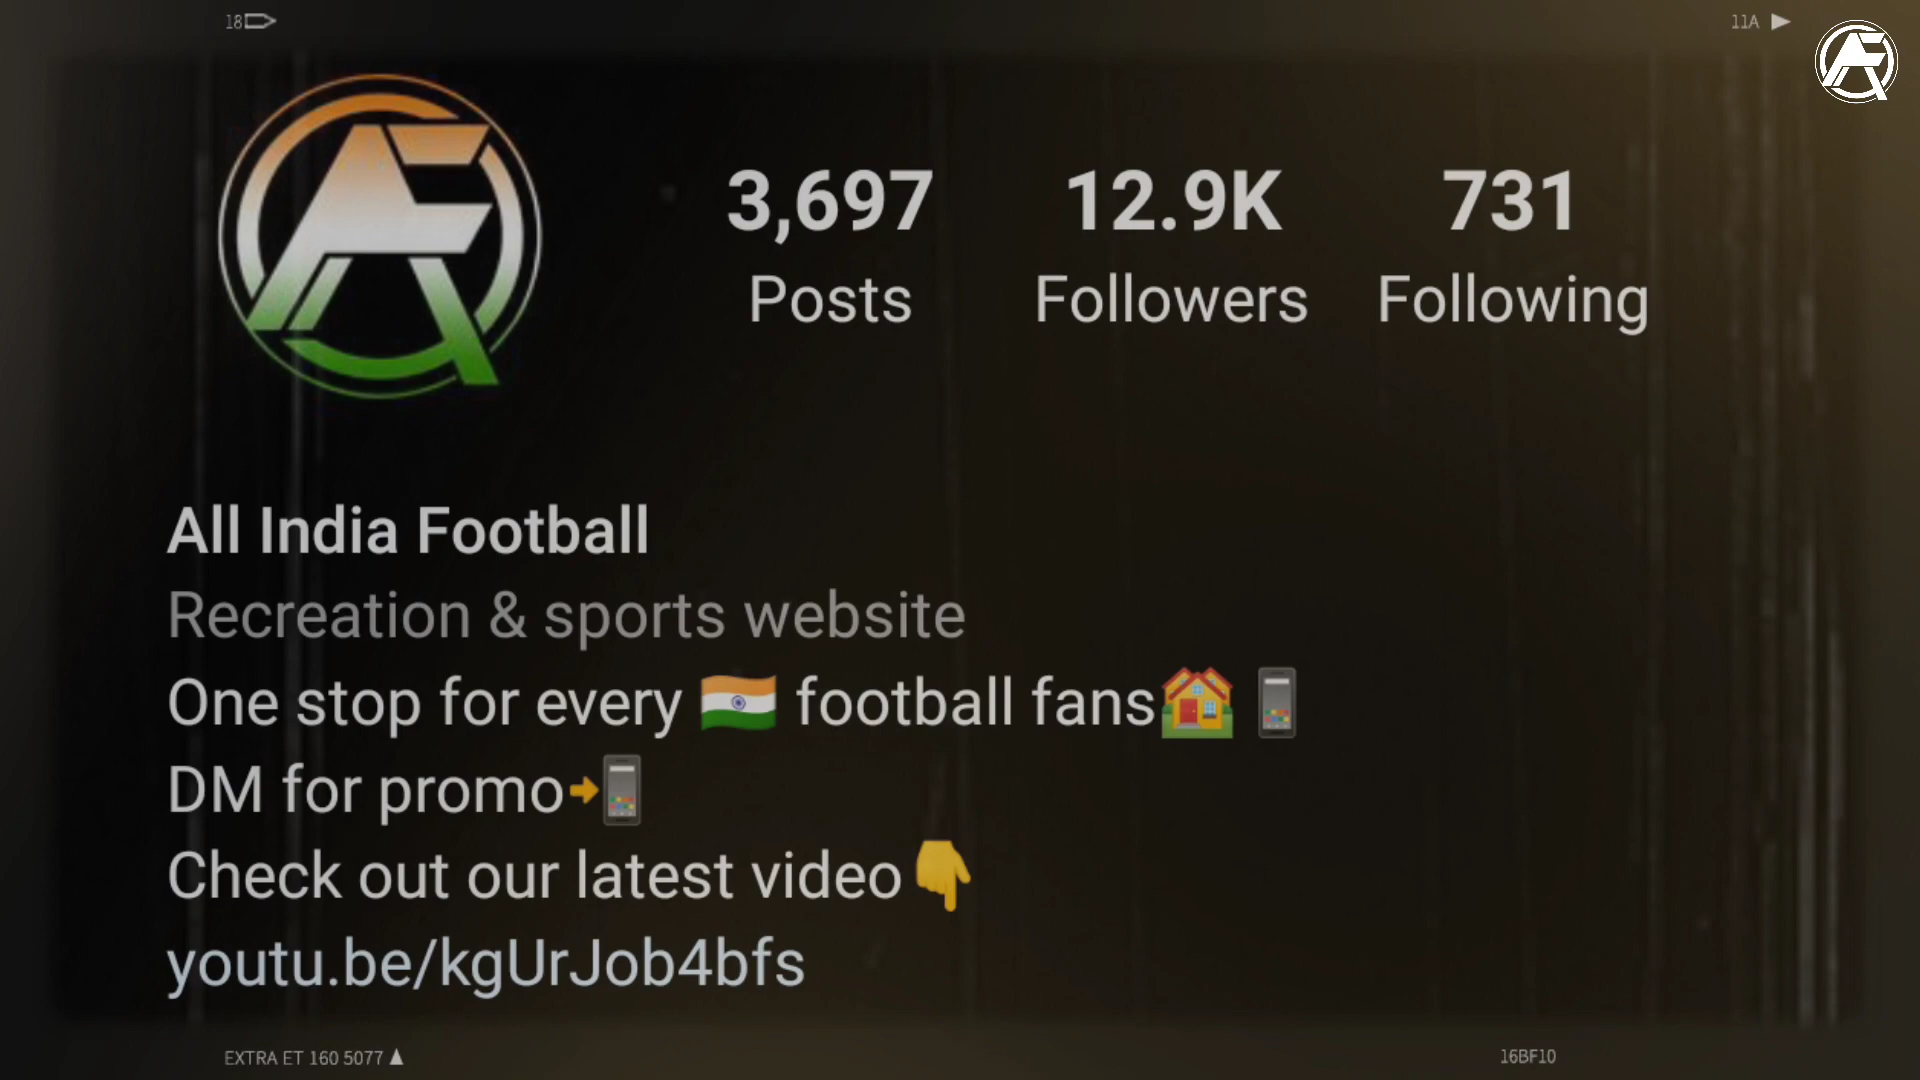 18
11A
3,697 12.9K 731
Posts Followers Following
All India Football
Recreation & sports website
One stop for every 🇮🇳 football fans🏠📱
DM for promo➜📱
Check out our latest video👇
youtu.be/kgUrJob4bfs
EXTRA ET 160 5077
16BF10